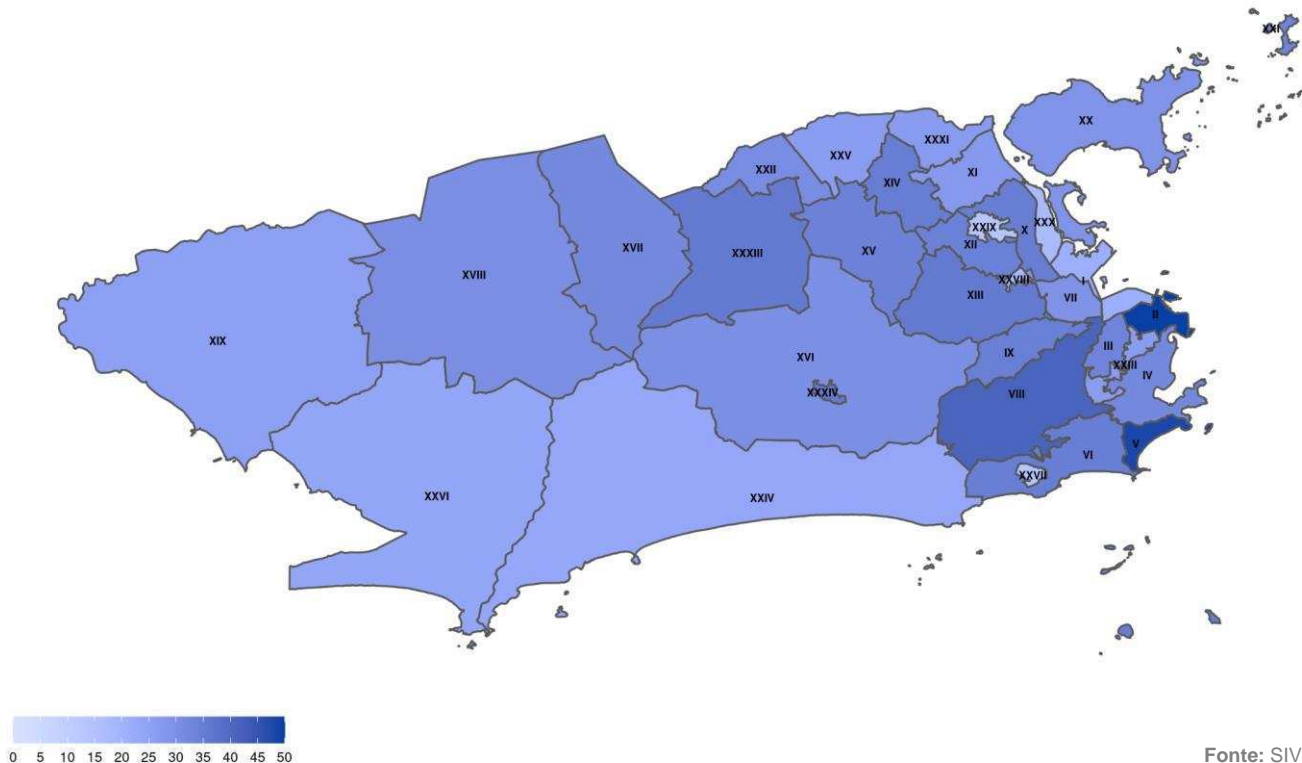 XXI
XX
XXXI
XXV
XI
XXII
XIV
XXX
XXIX
X
XII
XXXIII
XV
XVII
XVIII
XXVIII
I
XIII
VII
II
XIX
III
IX
XVI
XXIII
IV
XXXIV
VIII
V
VI
XXVII
XXVI
XXIV
0 5 10 15 20 25 30 35 40 45 50
Fonte: SIV